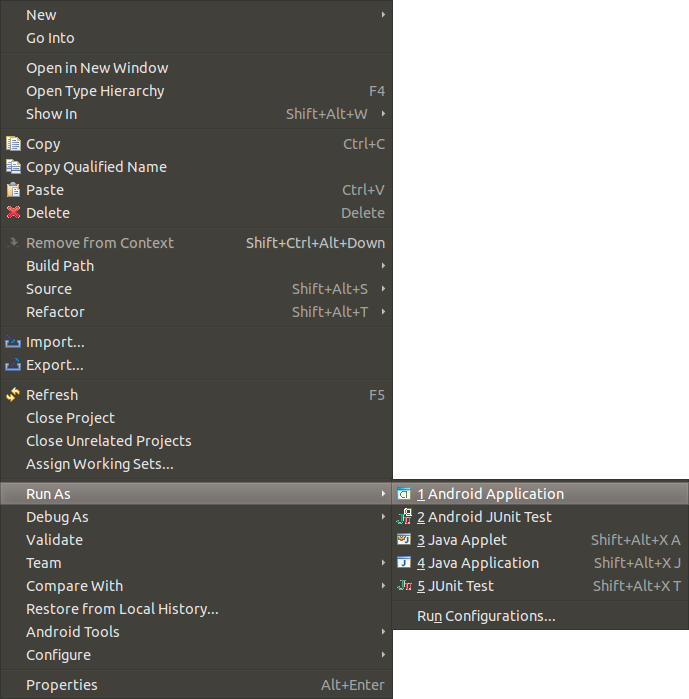 New
Go Into
Open in New Window
Open Type Hierarchy F4
Show In Shift+Alt+W
Copy Ctrl+C
Copy Qualified Name
Paste Ctrl+V
Delete Delete
Remove from Context Shift+Ctrl+Alt+Down
Build Path
Source Shift+Alt+S
Refactor Shift+Alt+T
Import...
Export...
Refresh F5
Close Project
Close Unrelated Projects
Assign Working Sets...
Run As
Debug As
Validate
Team
Compare With
Restore from Local History...
Android Tools
Configure
Properties Alt+Enter
1 Android Application
2 Android JUnit Test
3 Java Applet Shift+Alt+X A
4 Java Application Shift+Alt+X J
5 JUnit Test Shift+Alt+X T
Run Configurations...